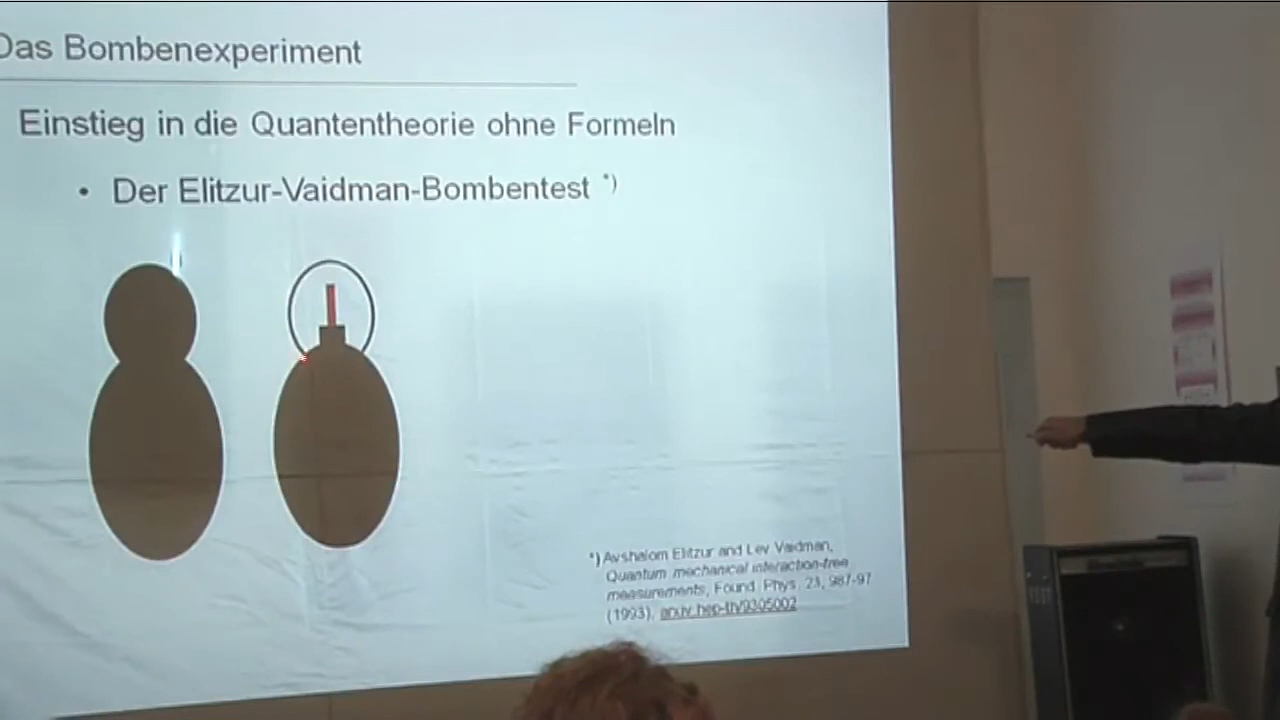 Das Bombenexperiment
Einstieg in die Quantentheorie ohne Formeln
• Der Elitzur-Vaidman-Bombentest *)
*) Avshalom Elitzur and Lev Vaidman,
Quantum mechanical interaction-free
measurements, Found. Phys. 23, 987-97
(1993), arxiv:hep-th/9305002